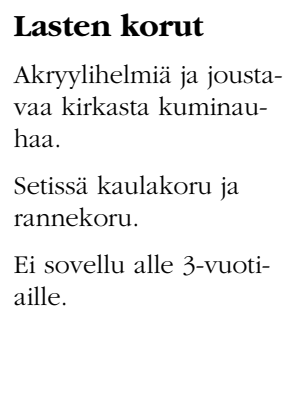 Lasten korut
Akryylihelmiä ja jousta-
vaa kirkasta kuminau-
haa.
Setissä kaulakoru ja
rannekoru.
Ei sovellu alle 3-vuoti-
aille.